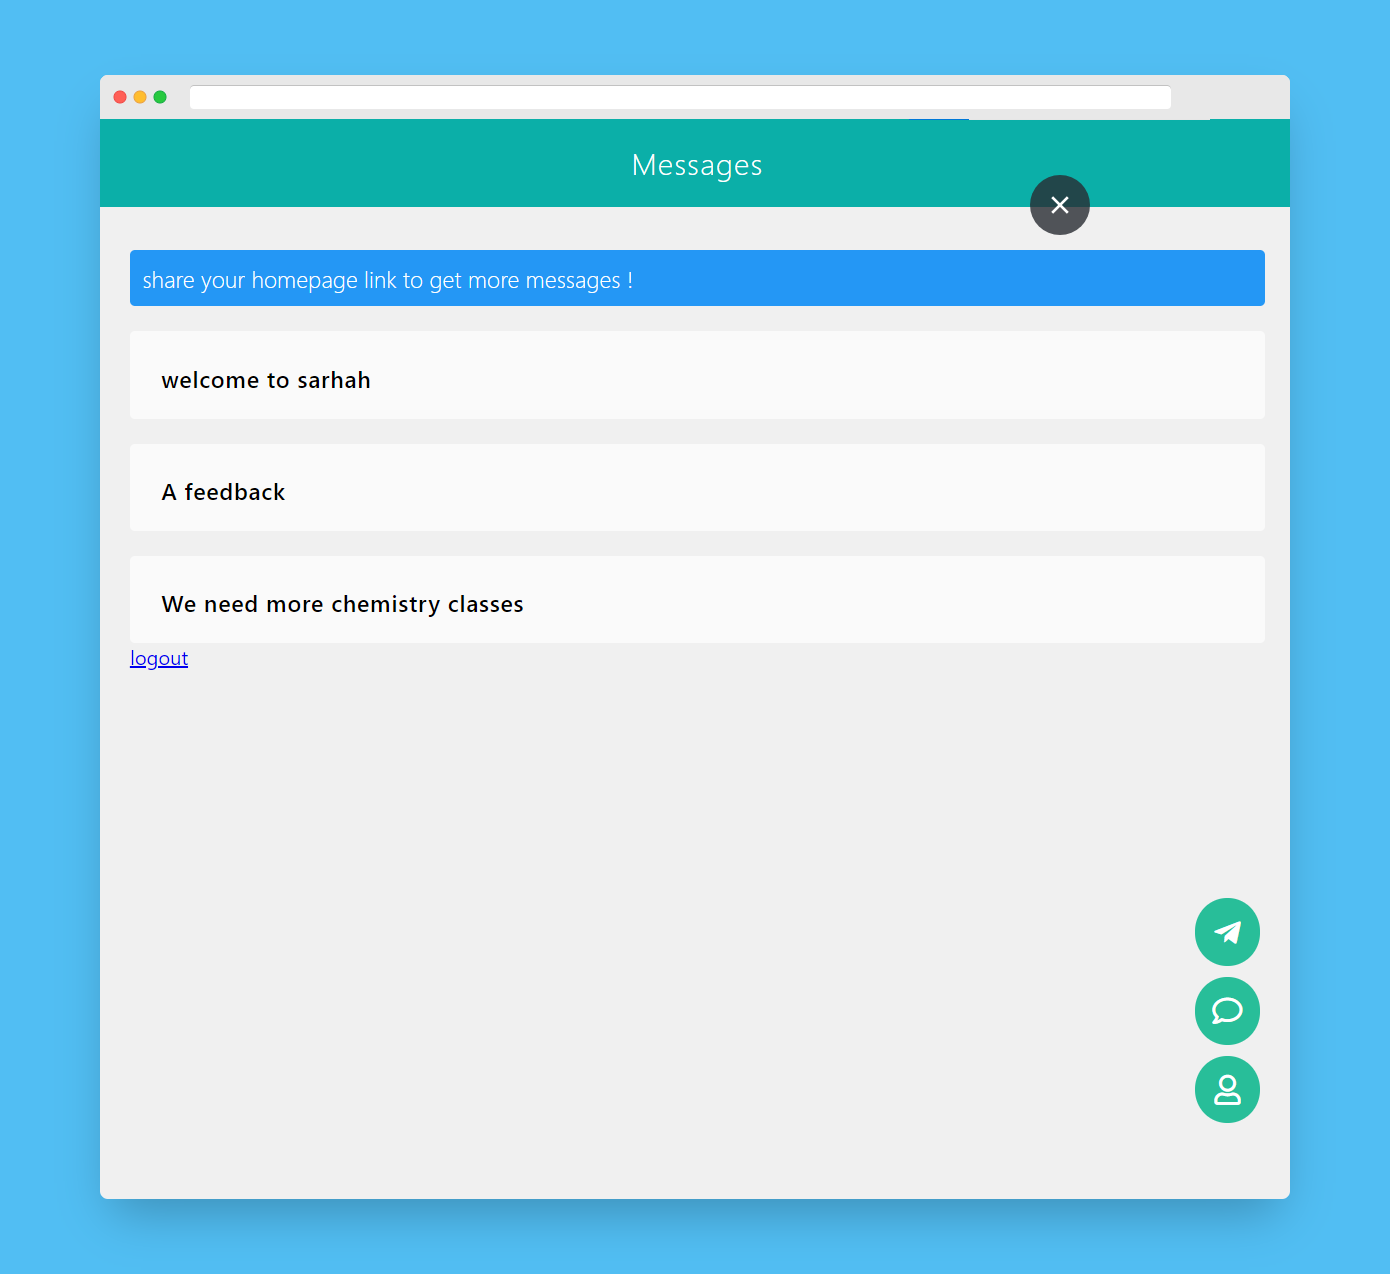 Messages
share your homepage link to get more messages !
welcome to sarhah
A feedback
We need more chemistry classes
logout